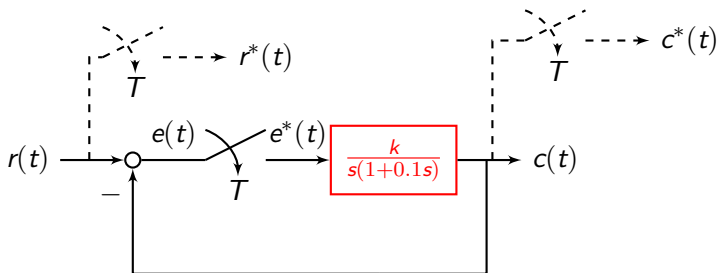 r*(t)
c*(t)
T
T
e(t)
e*(t)
k
r(t)
s(1+0.1s)
c(t)
T
−